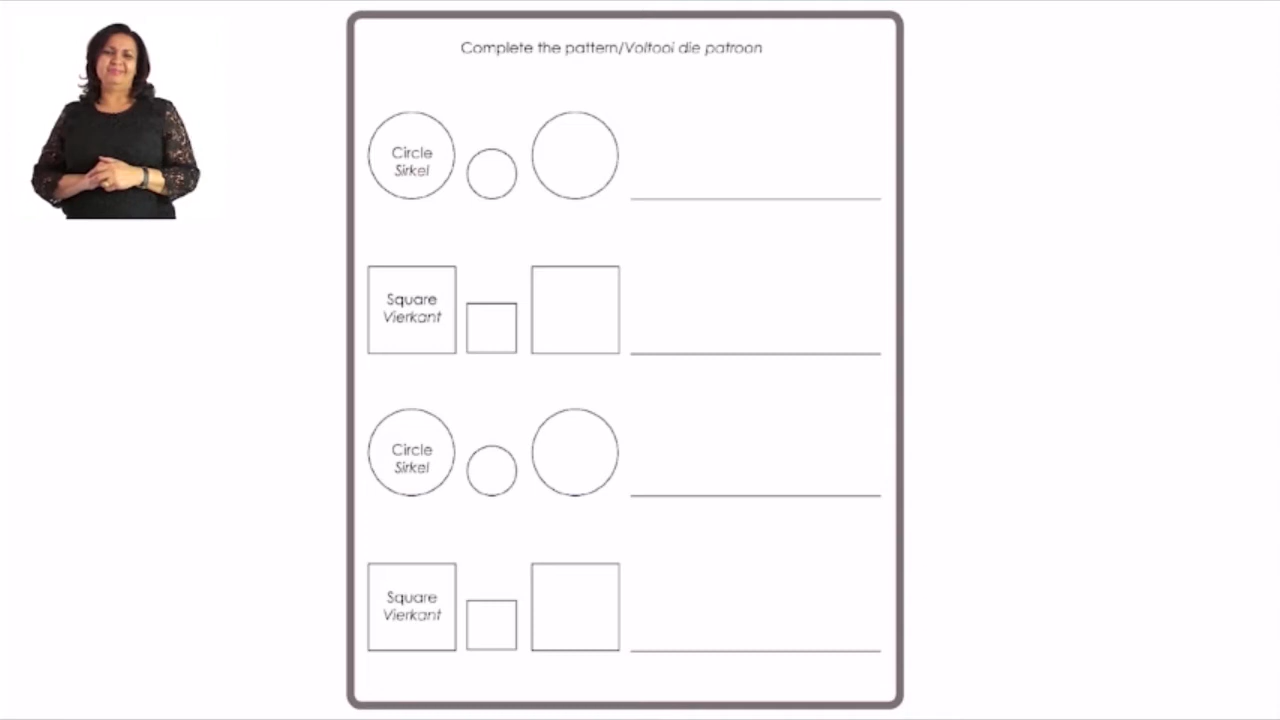 Complete the pattern/Voltooi die patroon
Circle
Sirkel
Square
Vierkant
Circle
Sirkel
Square
Vierkant